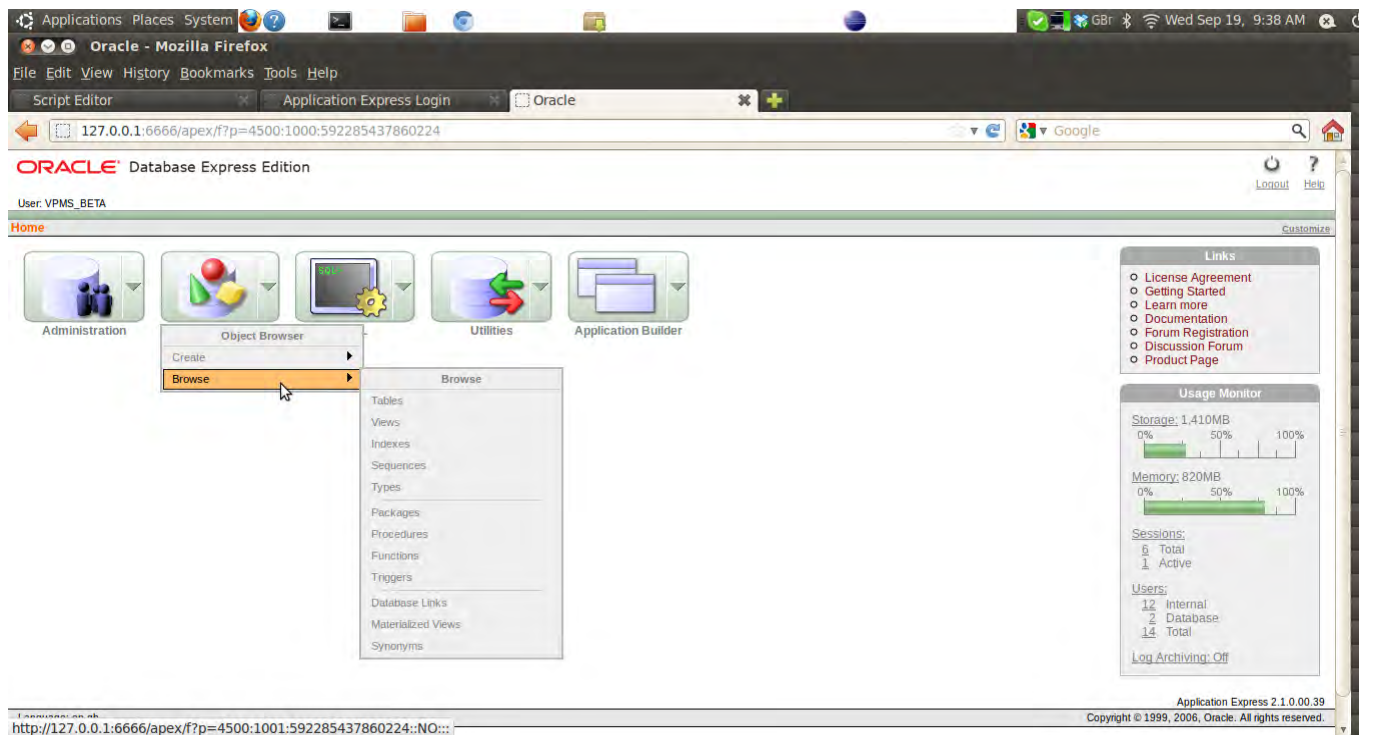 Applications Places System GBr Wed Sep 19, 9:38 AM
Oracle - Mozilla Firefox
File Edit View History Bookmarks Tools Help
Script Editor Application Express Login Oracle
127.0.0.1:6666/apex/f?p=4500:1000:592285437860224 Google
ORACLE Database Express Edition
Logout Help
User: VPMS_BETA
Home Customize
SQL
Administration
Utilities
Application Builder
Object Browser
Create
Browse
Browse
Tables
Views
Indexes
Sequences
Types
Packages
Procedures
Functions
Triggers
Database Links
Materialized Views
Synonyms
Links
License Agreement
Getting Started
Learn more
Documentation
Forum Registration
Discussion Forum
Product Page
Usage Monitor
Storage: 1,410MB
0% 50% 100%
Memory: 820MB
0% 50% 100%
Sessions:
6 Total
1 Active
Users:
12 Internal
2 Database
14 Total
Log Archiving: Off
Application Express 2.1.0.00.39
Copyright © 1999, 2006, Oracle. All rights reserved.
http://127.0.0.1:6666/apex/f?p=4500:1001:592285437860224::NO:::